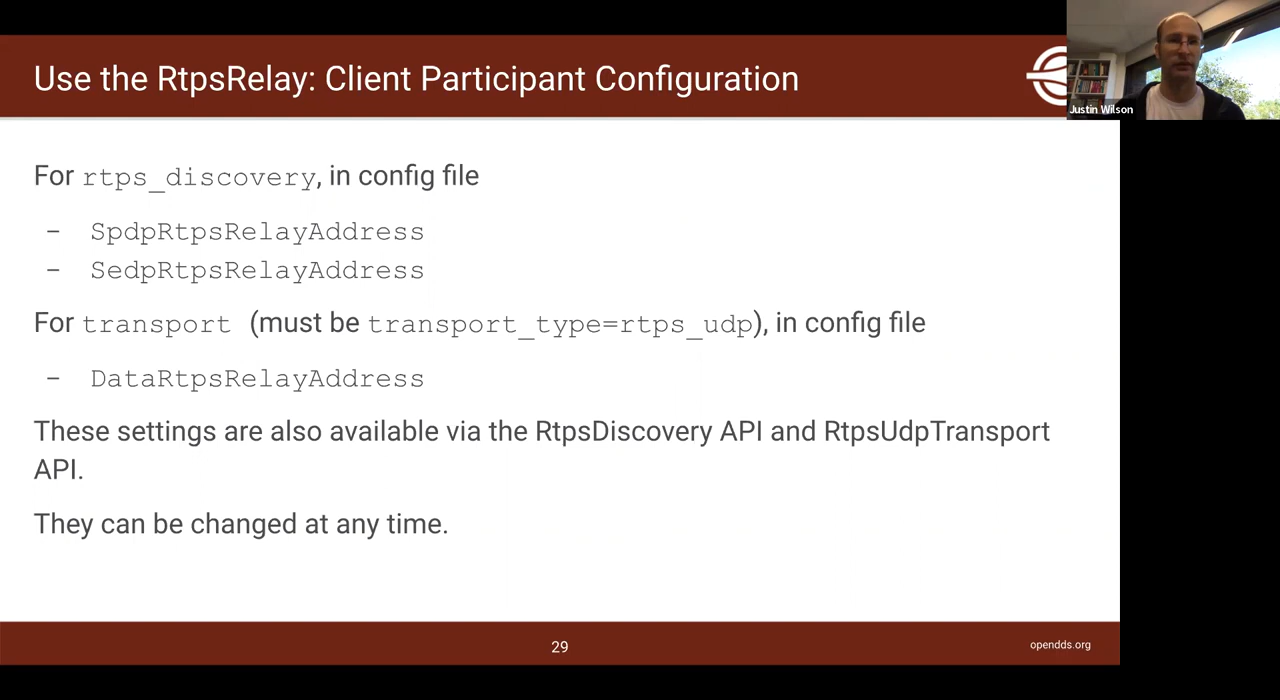 Use the RtpsRelay: Client Participant Configuration
Justin Wilson
For rtps_discovery, in config file
- SpdpRtpsRelayAddress
- SedpRtpsRelayAddress
For transport (must be transport_type=rtps_udp), in config file
- DataRtpsRelayAddress
These settings are also available via the RtpsDiscovery API and RtpsUdpTransport
API.
They can be changed at any time.
29
opendds.org